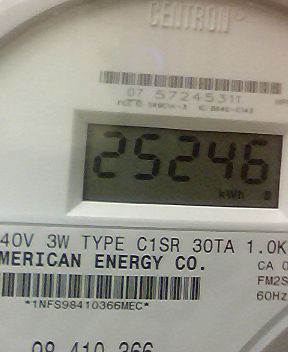 CENTRON®
07 57245311
25246
kWh
40V 3W TYPE C1SR 30TA 1.0K
MERICAN ENERGY CO.
CA 0
FM2S
60Hz
*1NFS98410366MEC*
98 410 366